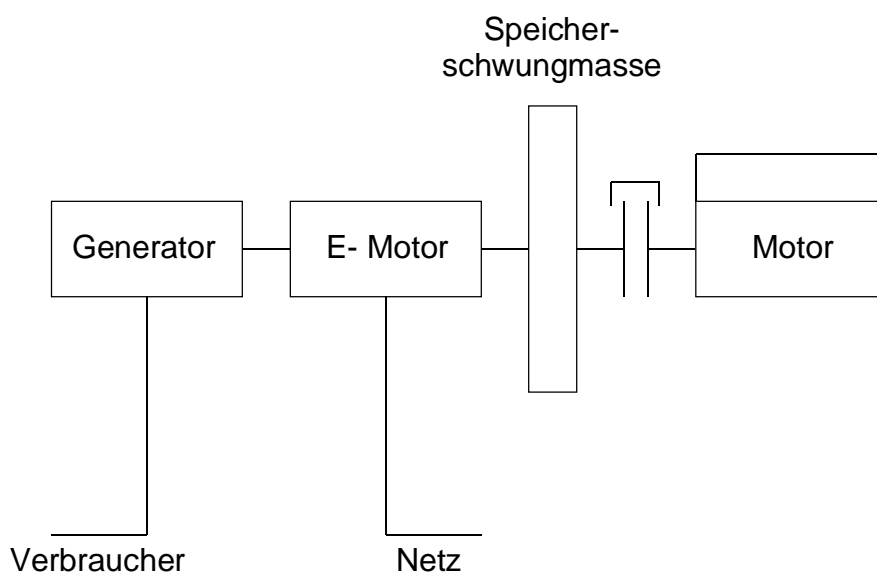 Speicher-
schwungmasse
Generator
E- Motor
Motor
Verbraucher
Netz